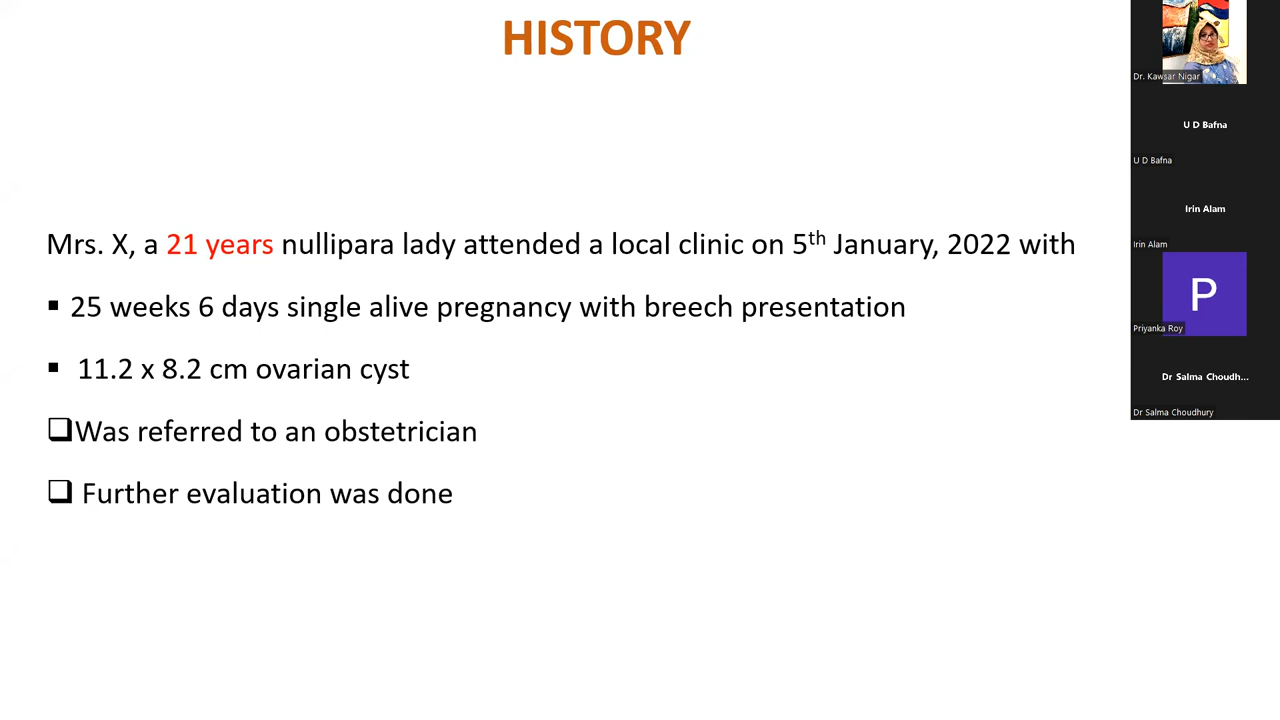 HISTORY
Mrs. X, a 21 years nullipara lady attended a local clinic on 5th January, 2022 with
▪ 25 weeks 6 days single alive pregnancy with breech presentation
▪ 11.2 x 8.2 cm ovarian cyst
❑Was referred to an obstetrician
❑ Further evaluation was done
Dr. Kawsar Nigar
U D Bafna
U D Bafna
Irin Alam
Irin Alam
P
Priyanka Roy
Dr Salma Choudh...
Dr Salma Choudhury